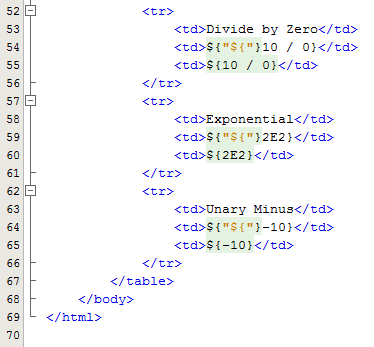 52 <tr>
53 <td>Divide by Zero</td>
54 <td>${"${"}10 / 0}</td>
55 <td>${10 / 0}</td>
56 </tr>
57 <tr>
58 <td>Exponential</td>
59 <td>${"${"}2E2}</td>
60 <td>${2E2}</td>
61 </tr>
62 <tr>
63 <td>Unary Minus</td>
64 <td>${"${"}-10}</td>
65 <td>${-10}</td>
66 </tr>
67 </table>
68 </body>
69 </html>
70